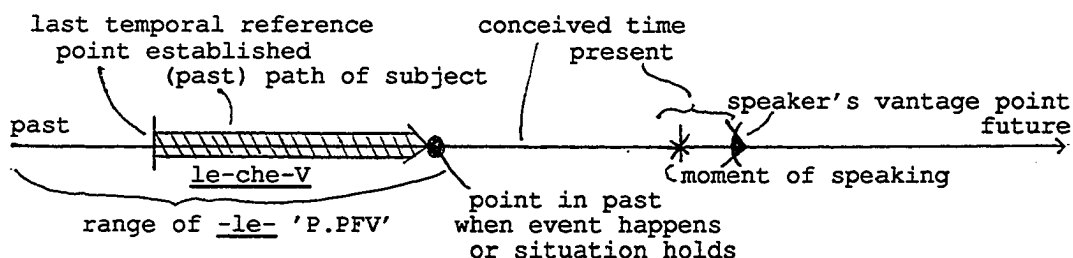 last temporal reference
point established
(past) path of subject
conceived time
present
speaker's vantage point
past
future
le-che-V
moment of speaking
range of -le- 'P.PFV'
point in past
when event happens
or situation holds